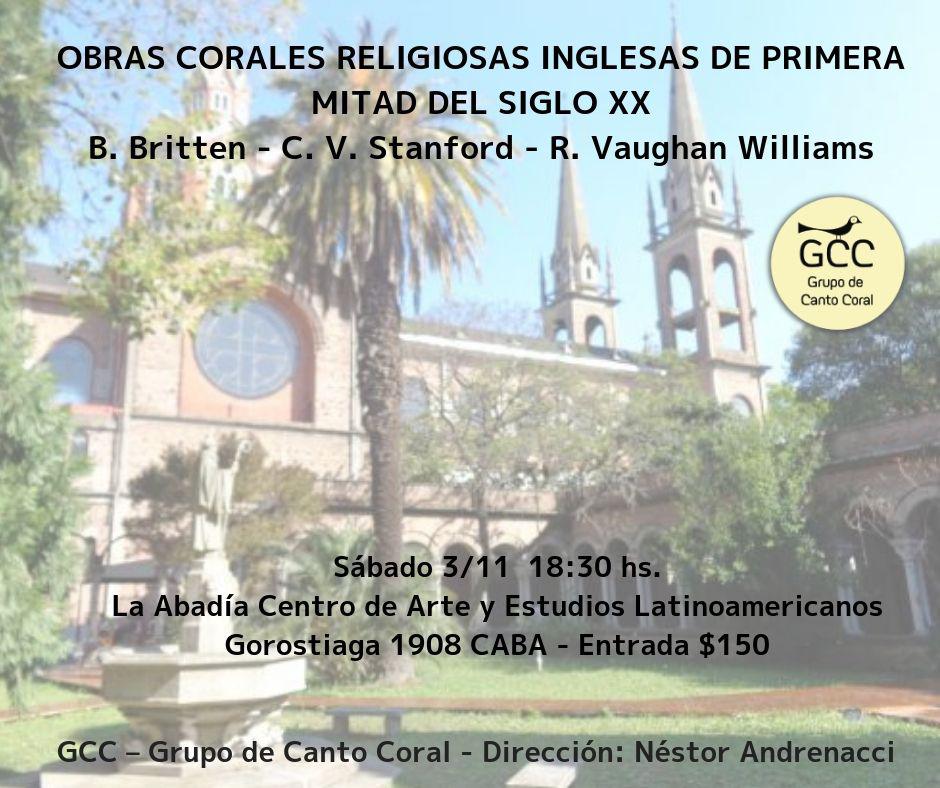 OBRAS CORALES RELIGIOSAS INGLESAS DE PRIMERA
MITAD DEL SIGLO XX
B. Britten - C. V. Stanford - R. Vaughan Williams
GCC
Grupo de
Canto Coral
Sábado 3/11 18:30 hs.
La Abadía Centro de Arte y Estudios Latinoamericanos
Gorostiaga 1908 CABA - Entrada $150
GCC – Grupo de Canto Coral - Dirección: Néstor Andrenacci